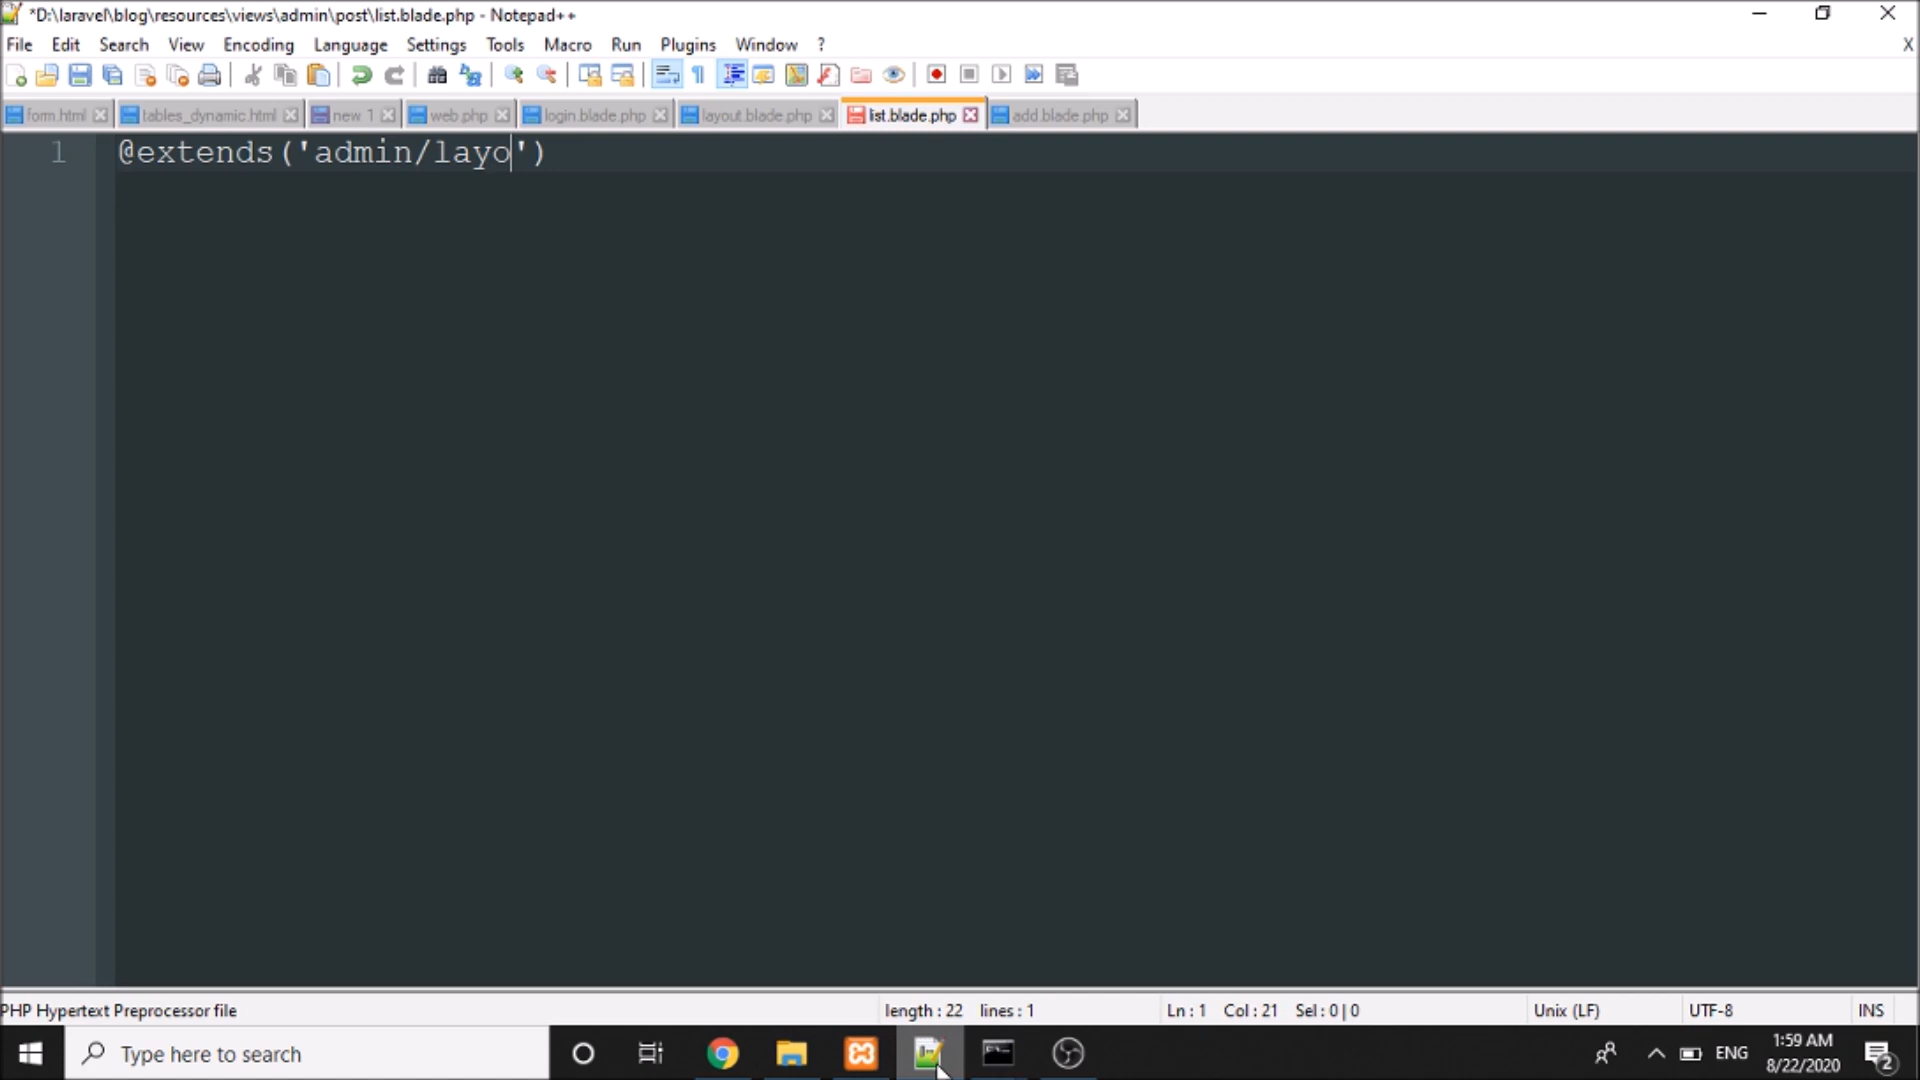 *D:\laravel\blog\resources\views\admin\post\list.blade.php - Notepad++
File Edit Search View Encoding Language Settings Tools Macro Run Plugins Window ? X
form.html tables_dynamic.html new 1 web.php login.blade.php layout.blade.php list.blade.php add.blade.php
1 @extends('admin/layo')
PHP Hypertext Preprocessor file length : 22 lines : 1 Ln : 1 Col : 21 Sel : 0 | 0 Unix (LF) UTF-8 INS
Type here to search ENG 1:59 AM
8/22/2020 2